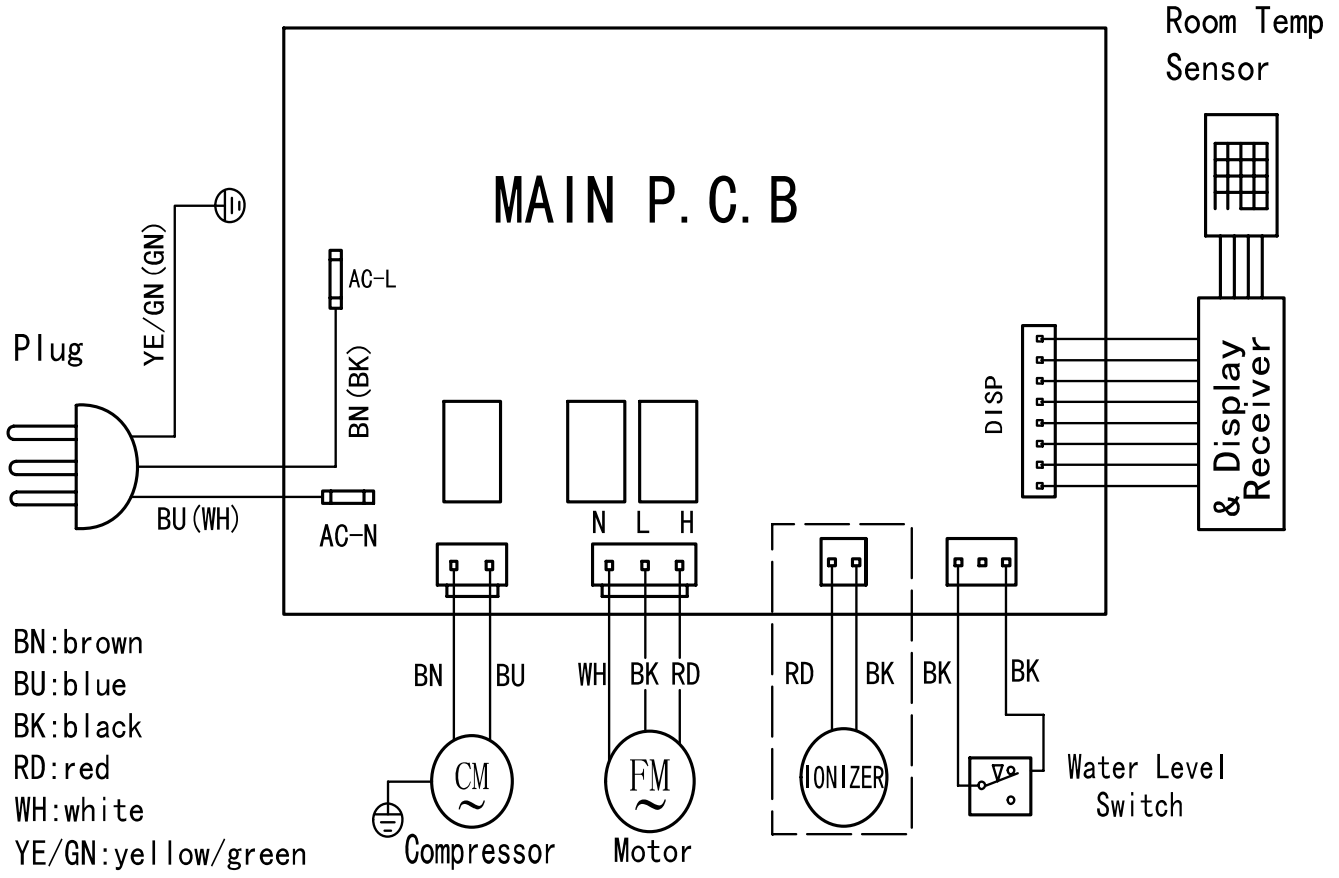 Room Temp
Sensor
MAIN P.C.B
YE/GN(GN)
AC-L
Plug
BN(BK)
DISP
& Display
Receiver
BU(WH)
AC-N
N L H
BN:brown
BU:blue
BK:black
RD:red
WH:white
YE/GN:yellow/green
BN
BU
WH
BK
RD
RD
BK
BK
BK
CM
~
FM
~
IONIZER
Water Level
Switch
Compressor
Motor